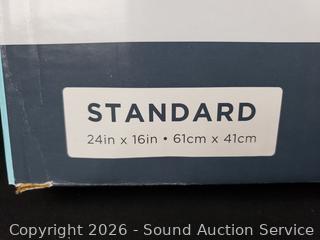 STANDARD
24in x 16in • 61cm x 41cm
Copyright 2026 - Sound Auction Service